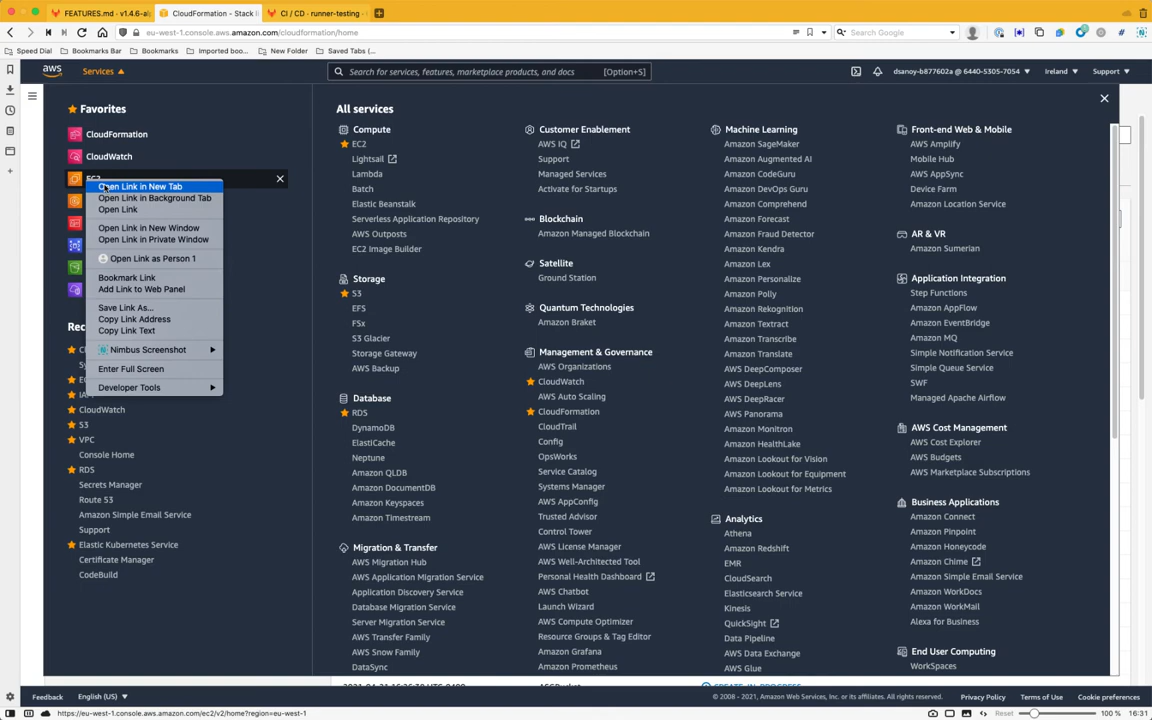 FEATURES.md - v1.4.6-alp
CloudFormation - Stack
CI / CD · runner-testing ·
eu-west-1.console.aws.amazon.com/cloudformation/home
Search Google
Speed Dial
Bookmarks Bar
Bookmarks
Imported boo...
New Folder
Saved Tabs (...
aws
Services
Search for services, features, marketplace products, and docs
[Option+S]
dsanoy-b877602a @ 6440-5305-7054
Ireland
Support
Favorites
CloudFormation
CloudWatch
EC2
Open Link in New Tab
Open Link in Background Tab
Open Link
Open Link in New Window
Open Link in Private Window
Open Link as Person 1
Bookmark Link
Add Link to Web Panel
Save Link As...
Copy Link Address
Copy Link Text
Nimbus Screenshot
Enter Full Screen
Developer Tools
CloudWatch
S3
VPC
Console Home
RDS
Secrets Manager
Route 53
Amazon Simple Email Service
Support
Elastic Kubernetes Service
Certificate Manager
CodeBuild
All services
Compute
EC2
Lightsail
Lambda
Batch
Elastic Beanstalk
Serverless Application Repository
AWS Outposts
EC2 Image Builder
Storage
S3
EFS
FSx
S3 Glacier
Storage Gateway
AWS Backup
Database
RDS
DynamoDB
ElastiCache
Neptune
Amazon QLDB
Amazon DocumentDB
Amazon Keyspaces
Amazon Timestream
Migration & Transfer
AWS Migration Hub
AWS Application Migration Service
Application Discovery Service
Database Migration Service
Server Migration Service
AWS Transfer Family
AWS Snow Family
DataSync
Customer Enablement
AWS IQ
Support
Managed Services
Activate for Startups
Blockchain
Amazon Managed Blockchain
Satellite
Ground Station
Quantum Technologies
Amazon Braket
Management & Governance
AWS Organizations
CloudWatch
AWS Auto Scaling
CloudFormation
CloudTrail
Config
OpsWorks
Service Catalog
Systems Manager
AWS AppConfig
Trusted Advisor
Control Tower
AWS License Manager
AWS Well-Architected Tool
Personal Health Dashboard
AWS Chatbot
Launch Wizard
AWS Compute Optimizer
Resource Groups & Tag Editor
Amazon Grafana
Amazon Prometheus
Machine Learning
Amazon SageMaker
Amazon Augmented AI
Amazon CodeGuru
Amazon DevOps Guru
Amazon Comprehend
Amazon Forecast
Amazon Fraud Detector
Amazon Kendra
Amazon Lex
Amazon Personalize
Amazon Polly
Amazon Rekognition
Amazon Textract
Amazon Transcribe
Amazon Translate
AWS DeepComposer
AWS DeepLens
AWS DeepRacer
AWS Panorama
Amazon Monitron
Amazon HealthLake
Amazon Lookout for Vision
Amazon Lookout for Equipment
Amazon Lookout for Metrics
Analytics
Athena
Amazon Redshift
EMR
CloudSearch
Elasticsearch Service
Kinesis
QuickSight
Data Pipeline
AWS Data Exchange
AWS Glue
Front-end Web & Mobile
AWS Amplify
Mobile Hub
AWS AppSync
Device Farm
Amazon Location Service
AR & VR
Amazon Sumerian
Application Integration
Step Functions
Amazon AppFlow
Amazon EventBridge
Amazon MQ
Simple Notification Service
Simple Queue Service
SWF
Managed Apache Airflow
AWS Cost Management
AWS Cost Explorer
AWS Budgets
AWS Marketplace Subscriptions
Business Applications
Amazon Connect
Amazon Pinpoint
Amazon Honeycode
Amazon Chime
Amazon Simple Email Service
Amazon WorkDocs
Amazon WorkMail
Alexa for Business
End User Computing
WorkSpaces
Feedback
English (US)
© 2008 - 2021, Amazon Web Services, Inc. or its affiliates. All rights reserved.
Privacy Policy
Terms of Use
Cookie preferences
https://eu-west-1.console.aws.amazon.com/ec2/v2/home?region=eu-west-1
Reset
100 %
16:31